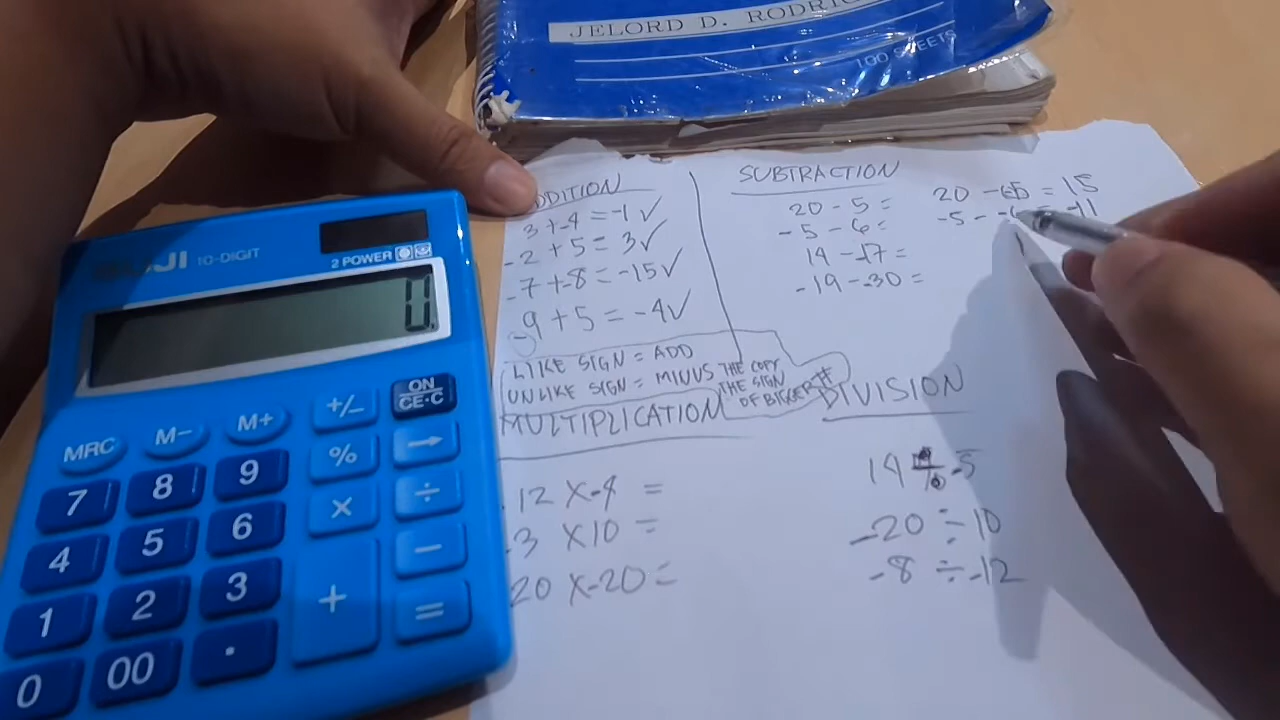 JELORD D.
100 SHEETS
10-DIGIT
2 POWER
0.
ON
CE·C
+/-
M+
M-
MRC
→
%
9
8
7
÷
×
6
5
4
−
3
2
1
+
=
.
00
0
DDITION
3 + -4 = -1 ✓
-2 + 5 = 3 ✓
-7 + -8 = -15 ✓
-9 + 5 = -4 ✓
LIKE SIGN = ADD
UNLIKE SIGN = MINUS THE COPY
THE SIGN
OF BIGGER #
SUBTRACTION
20 - 5 =
-5 - 6 =
14 - -17 =
-19 - -30 =
20 - = 15
-5 - = -11
MULTIPLICATION
12 X -4 =
-3 X 10 =
20 X -20 =
DIVISION
14 ÷ -5
-20 ÷ 10
-8 ÷ -12